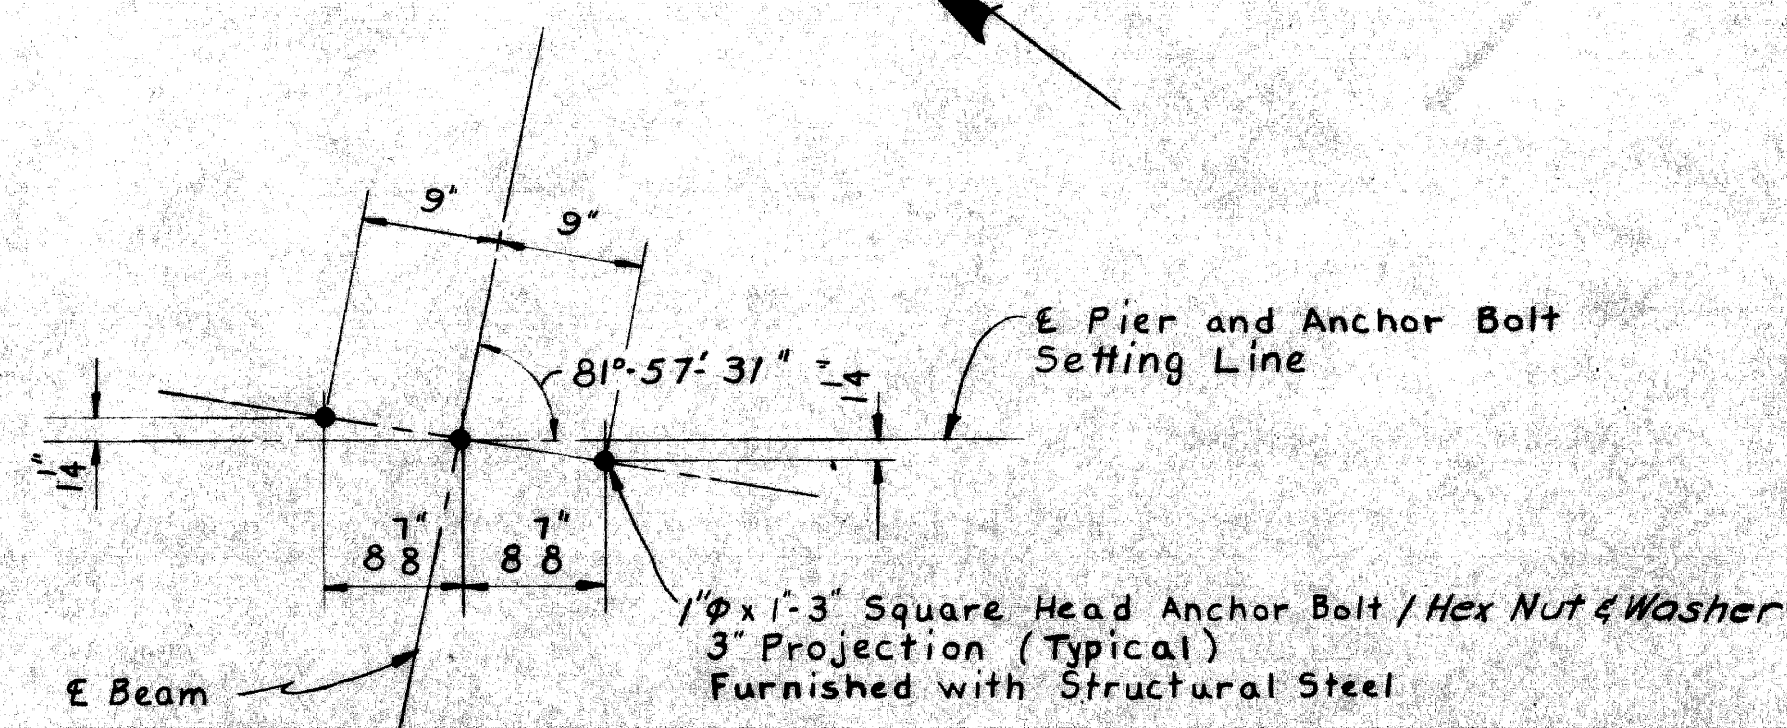 9"
9"
81°-57'-31"
1 1/4"
℄ Pier and Anchor Bolt
Setting Line
1 1/4"
8 7/8"
8 7/8"
1"Φ x 1'-3" Square Head Anchor Bolt / Hex Nut & Washer
3" Projection (Typical)
Furnished with Structural Steel
℄ Beam